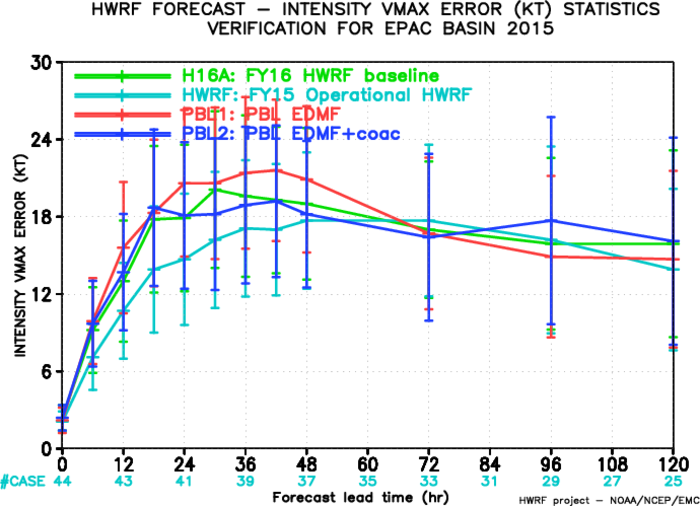 HWRF FORECAST – INTENSITY VMAX ERROR (KT) STATISTICS
VERIFICATION FOR EPAC BASIN 2015
H16A: FY16 HWRF baseline
HWRF: FY15 Operational HWRF
PBL1: PBL EDMF
PBL2: PBL EDMF+coac
INTENSITY VMAX ERROR (KT)
30
24
18
12
6
0
0 12 24 36 48 60 72 84 96 108 120
#CASE 44 43 41 39 37 35 33 31 29 27 25
Forecast lead time (hr)
HWRF project – NOAA/NCEP/EMC